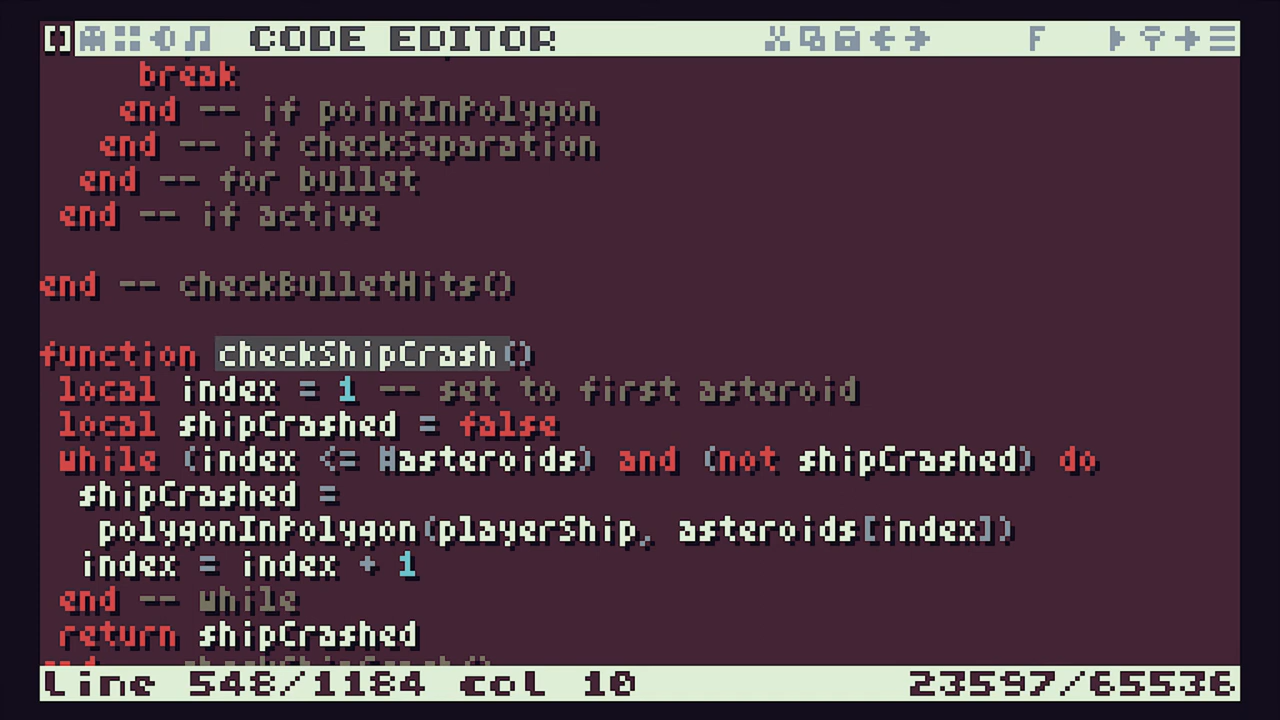 CODE EDITOR F
break
end -- if pointInPolygon
end -- if checkSeparation
end -- for bullet
end -- if active
end -- checkBulletHits()
function checkShipCrash()
local index = 1 -- set to first asteroid
local shipCrashed = false
while (index <= #asteroids) and (not shipCrashed) do
shipCrashed =
polygonInPolygon(playerShip, asteroids[index])
index = index + 1
end -- while
return shipCrashed
line 548/1184 col 10 23597/65536